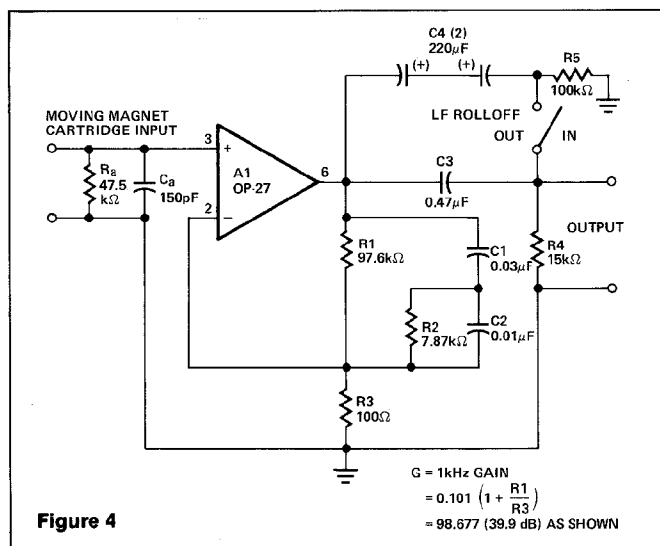 C4 (2)
220μF
(+) (+)
R5
100kΩ
LF ROLLOFF
OUT IN
MOVING MAGNET
CARTRIDGE INPUT
3
+
A1
OP-27
6
2
–
Ra
47.5
kΩ
Ca
150pF
C3
0.47μF
OUTPUT
R1
97.6kΩ
C1
0.03μF
R4
15kΩ
R2
7.87kΩ
C2
0.01μF
R3
100Ω
G = 1kHz GAIN
= 0.101 (1 + R1/R3)
= 98.677 (39.9 dB) AS SHOWN
Figure 4